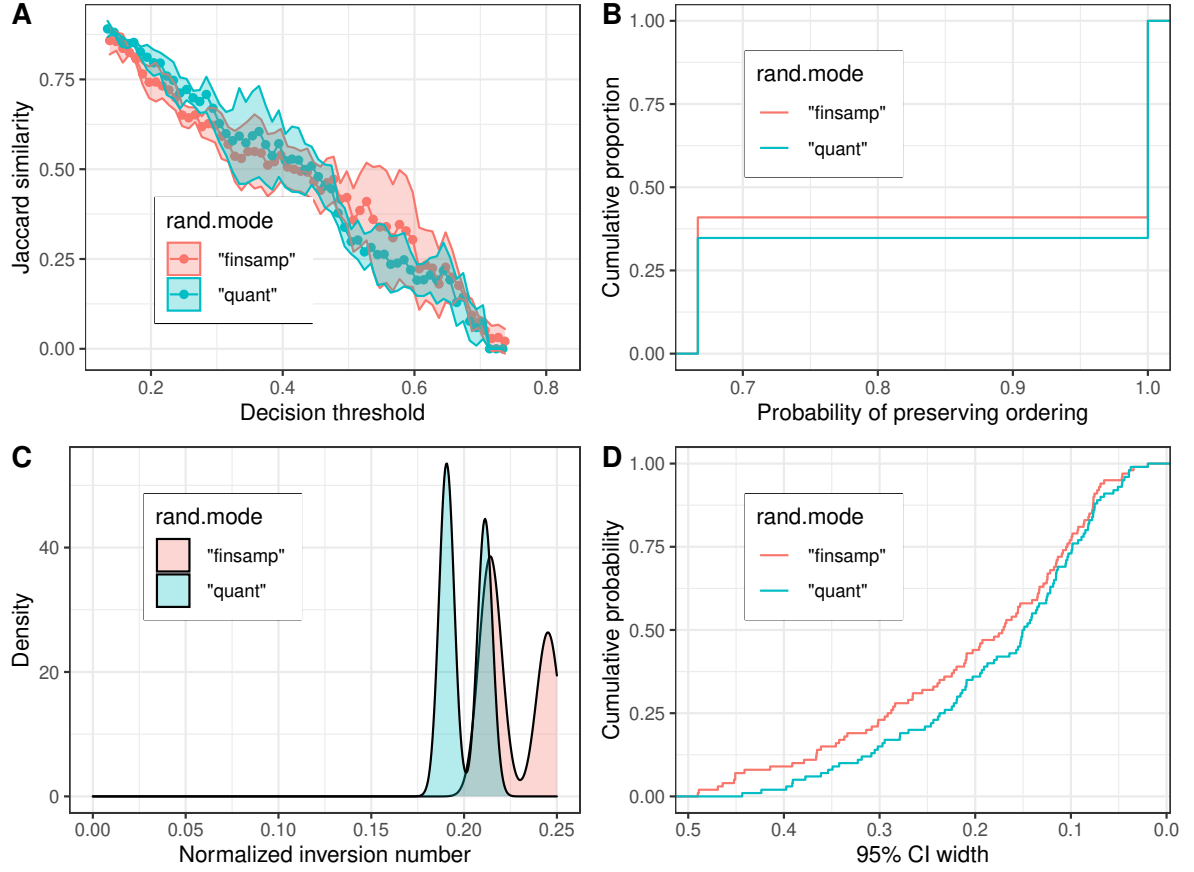 A
Jaccard similarity
0.75
0.50
0.25
0.00
rand.mode
"finsamp"
"quant"
0.2
0.4
0.6
0.8
Decision threshold
B
Cumulative proportion
1.00
0.75
0.50
0.25
0.00
rand.mode
"finsamp"
"quant"
0.7
0.8
0.9
1.0
Probability of preserving ordering
C
Density
40
20
0
rand.mode
"finsamp"
"quant"
0.00
0.05
0.10
0.15
0.20
0.25
Normalized inversion number
D
Cumulative probability
1.00
0.75
0.50
0.25
0.00
rand.mode
"finsamp"
"quant"
0.5
0.4
0.3
0.2
0.1
0.0
95% CI width